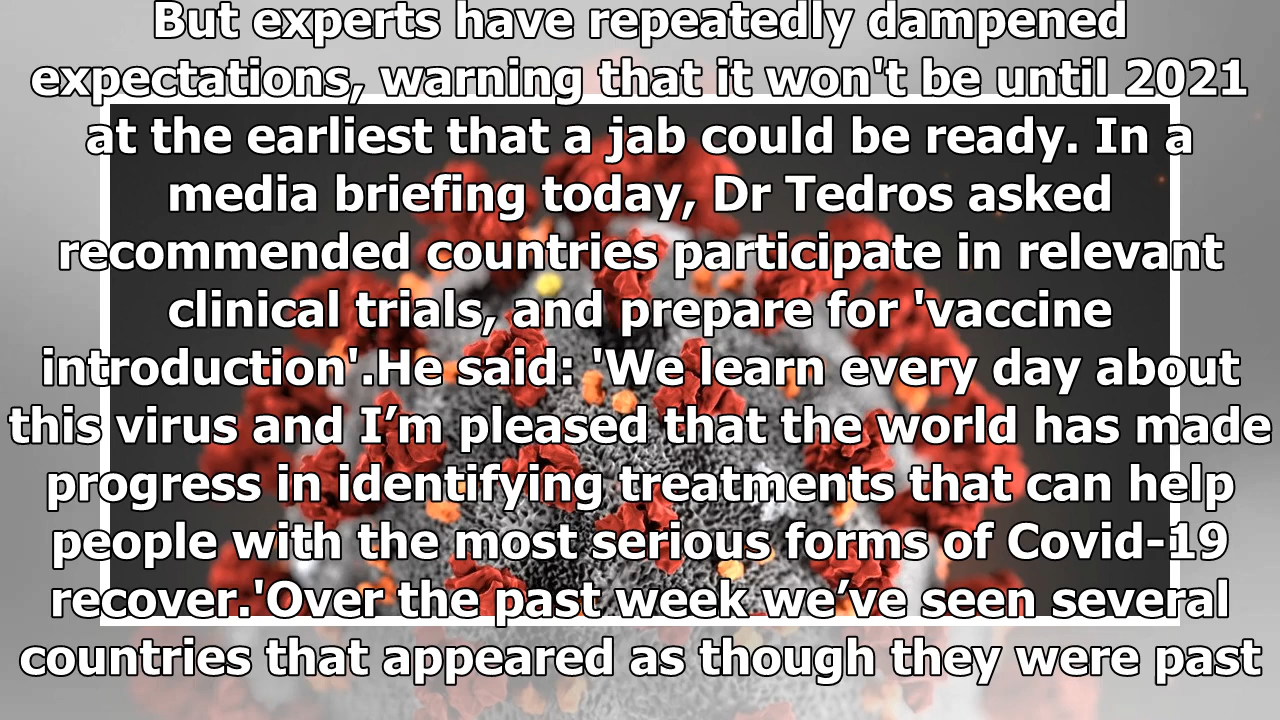 But experts have repeatedly dampened
expectations, warning that it won't be until 2021
at the earliest that a jab could be ready. In a
media briefing today, Dr Tedros asked
recommended countries participate in relevant
clinical trials, and prepare for 'vaccine
introduction'.He said: 'We learn every day about
this virus and I’m pleased that the world has made
progress in identifying treatments that can help
people with the most serious forms of Covid-19
recover.'Over the past week we’ve seen several
countries that appeared as though they were past